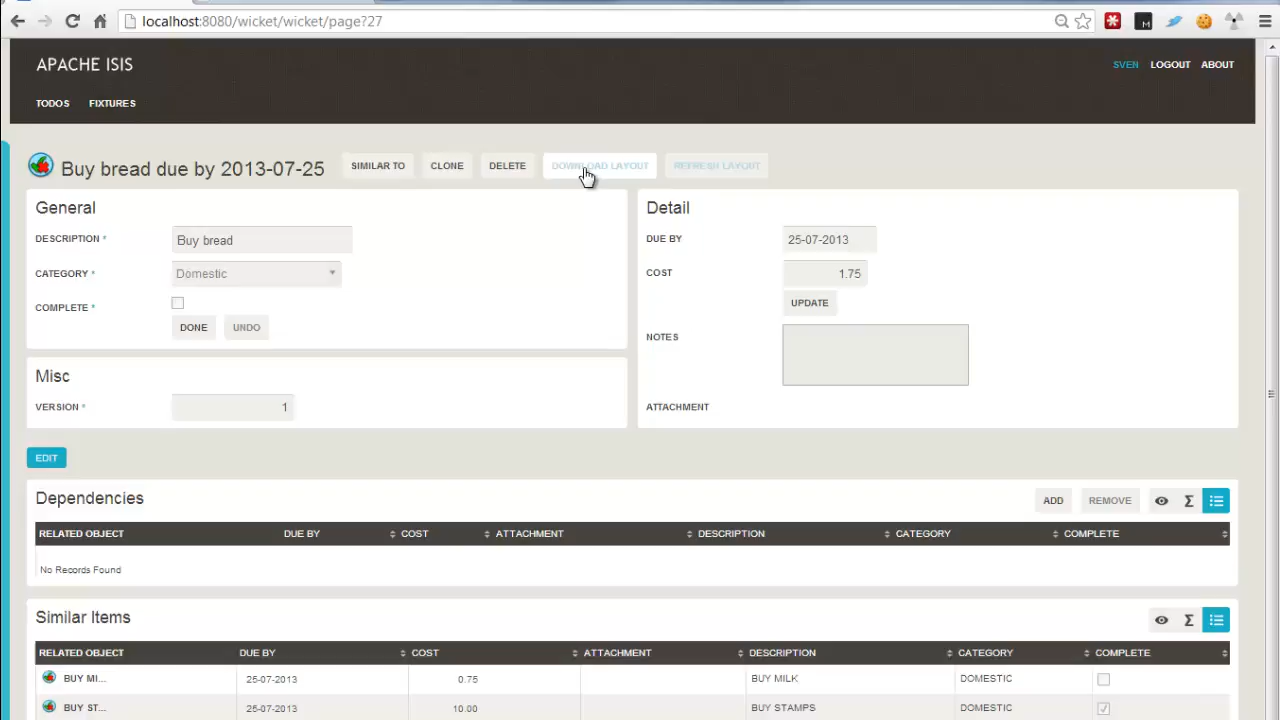 localhost:8080/wicket/wicket/page?27
APACHE ISIS
SVEN LOGOUT ABOUT
TODOS FIXTURES
Buy bread due by 2013-07-25 SIMILAR TO CLONE DELETE DOWNLOAD LAYOUT REFRESH LAYOUT
General
DESCRIPTION * Buy bread
CATEGORY * Domestic
COMPLETE *
DONE UNDO
Misc
VERSION * 1
Detail
DUE BY 25-07-2013
COST 1.75
UPDATE
NOTES
ATTACHMENT
EDIT
Dependencies ADD REMOVE Σ
RELATED OBJECT DUE BY COST ATTACHMENT DESCRIPTION CATEGORY COMPLETE
No Records Found
Similar Items Σ
RELATED OBJECT DUE BY COST ATTACHMENT DESCRIPTION CATEGORY COMPLETE
BUY MI... 25-07-2013 0.75 BUY MILK DOMESTIC
BUY ST... 25-07-2013 10.00 BUY STAMPS DOMESTIC